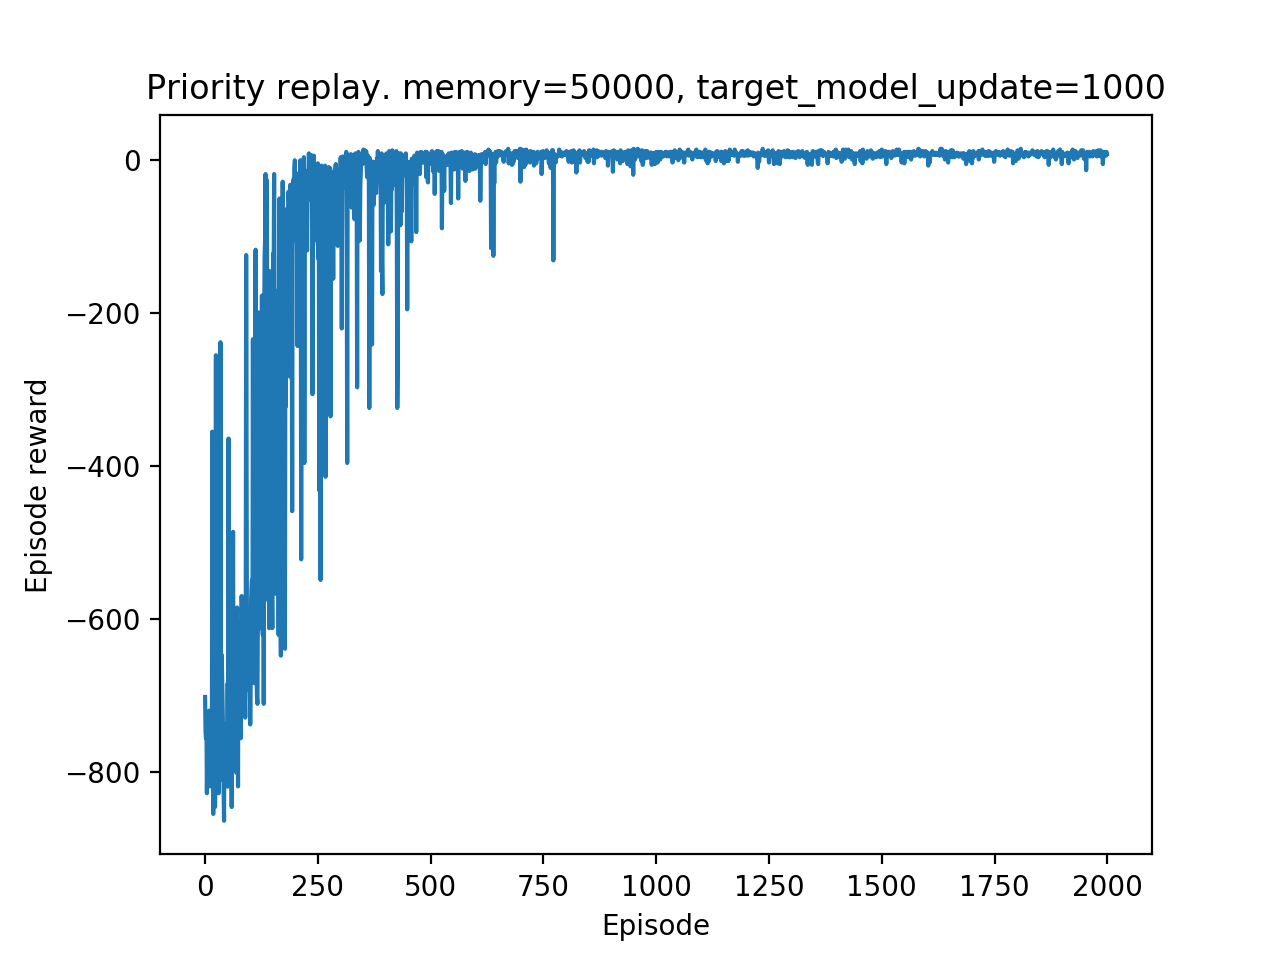 Priority replay. memory=50000, target_model_update=1000
0
−200
−400
−600
−800
Episode reward
0 250 500 750 1000 1250 1500 1750 2000
Episode